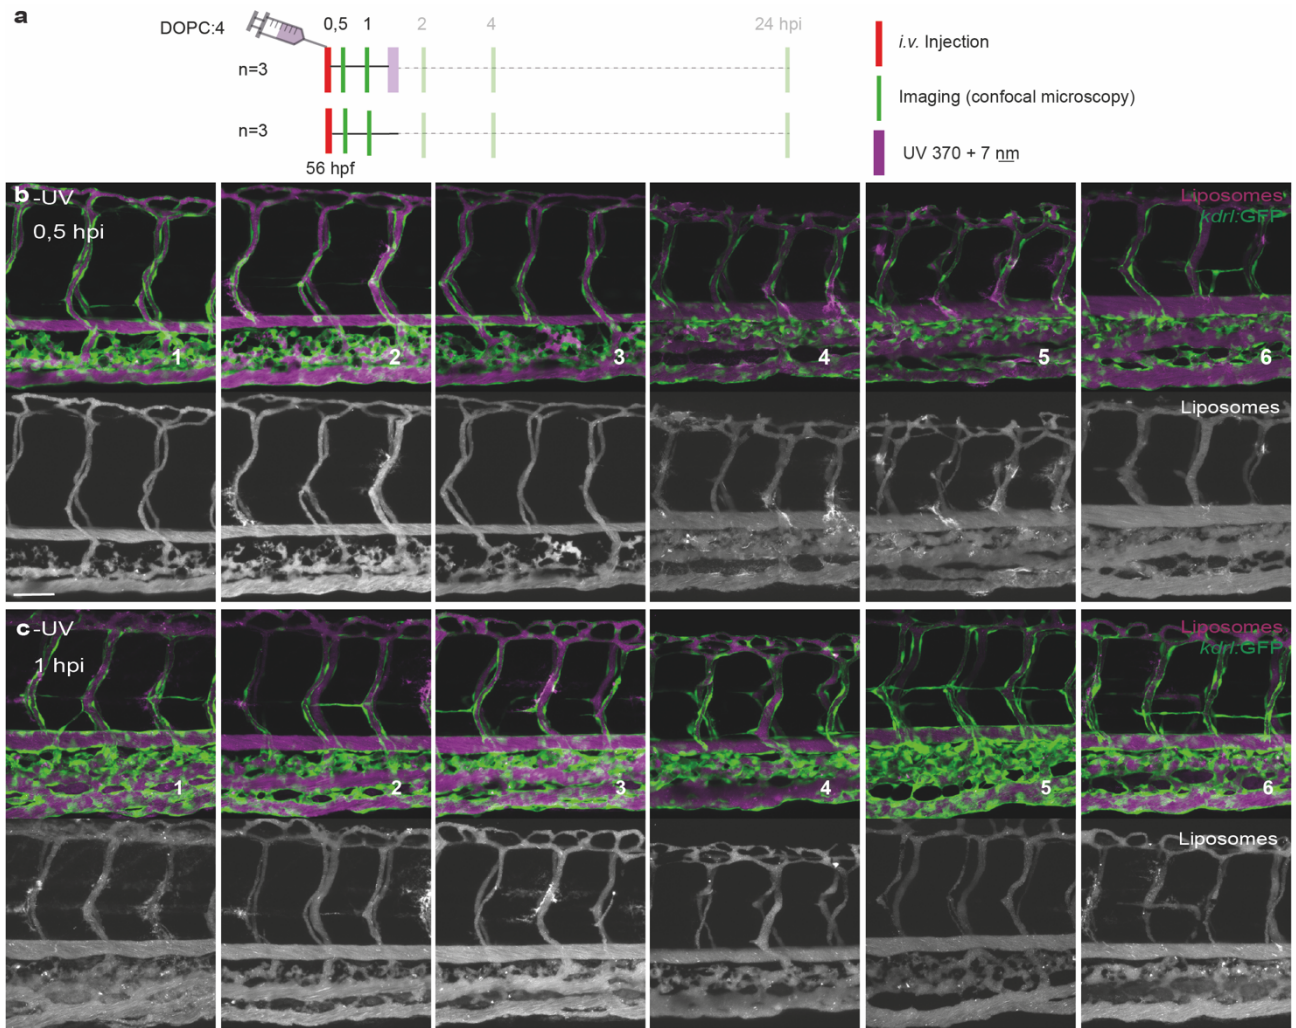 a
DOPC:4
0,5
1
2
4
24 hpi
n=3
n=3
56 hpf
i.v. Injection
Imaging (confocal microscopy)
UV 370 + 7 nm
b
-UV
0,5 hpi
Liposomes
kdrl:GFP
1
2
3
4
5
6
Liposomes
c
-UV
1 hpi
Liposomes
kdrl:GFP
1
2
3
4
5
6
Liposomes